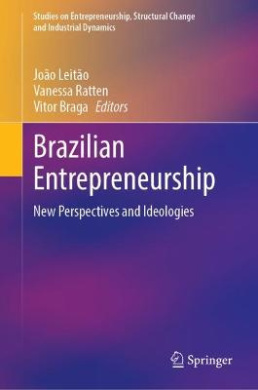 Studies on Entrepreneurship, Structural Change
and Industrial Dynamics
João Leitão
Vanessa Ratten
Vitor Braga Editors
Brazilian
Entrepreneurship
New Perspectives and Ideologies
Springer